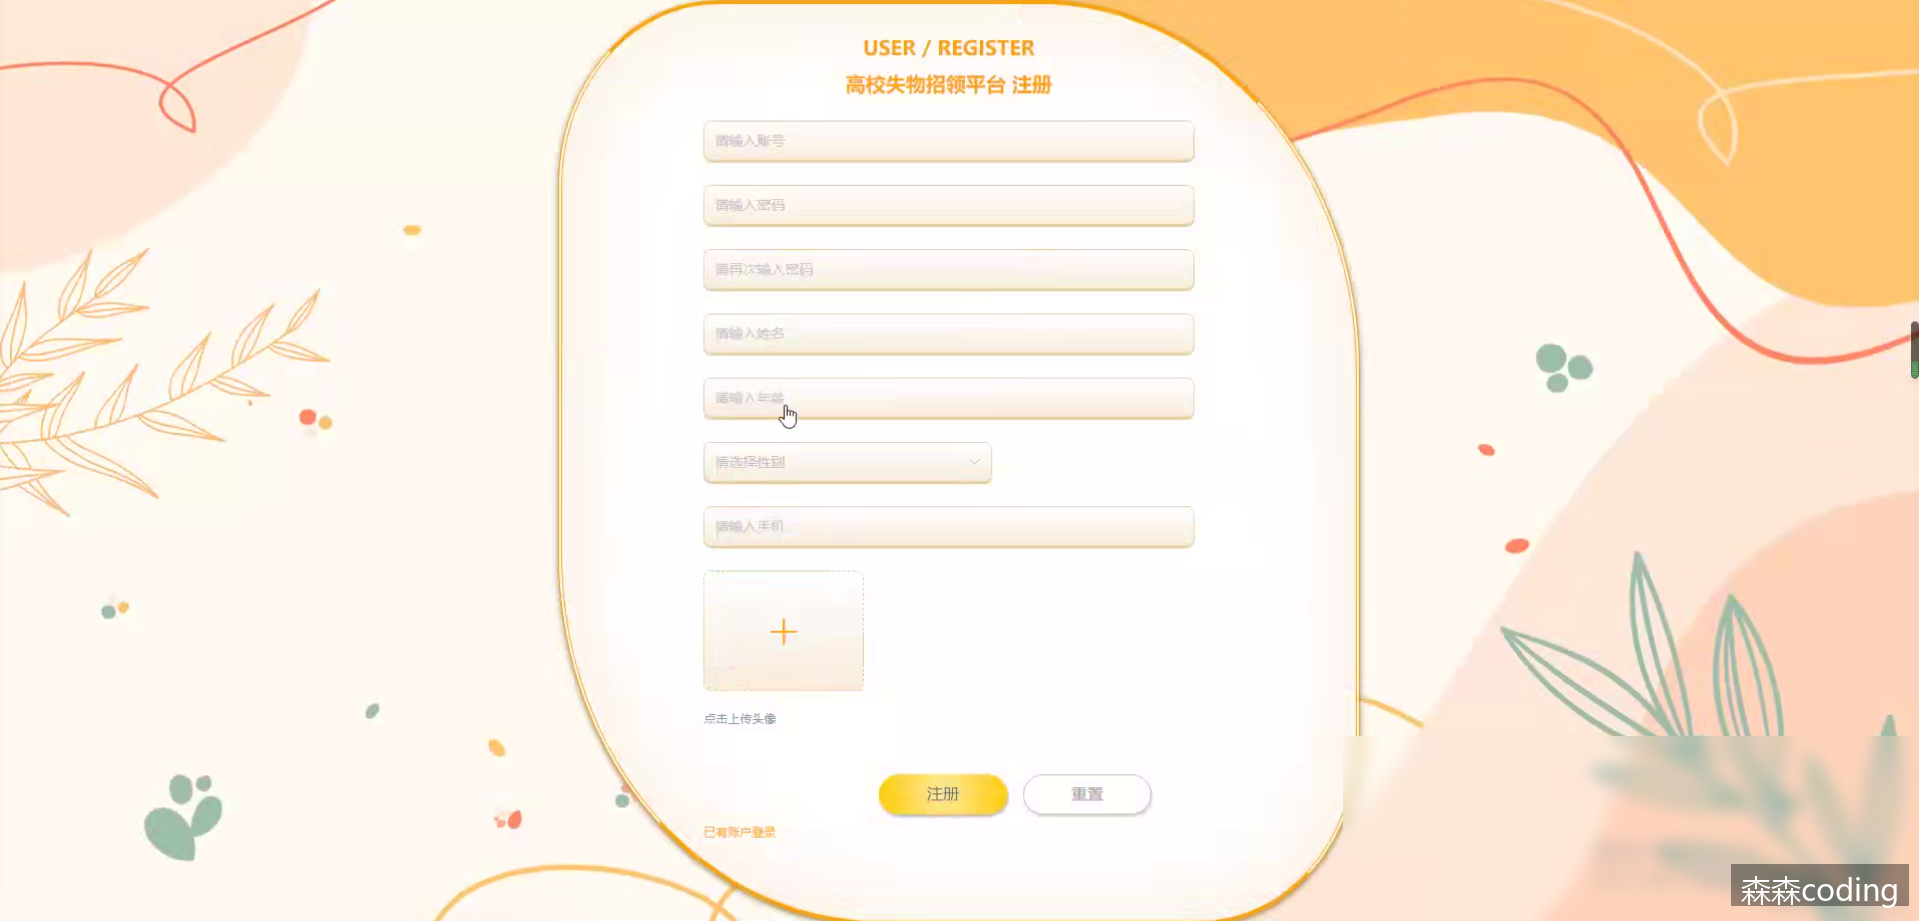 USER / REGISTER
高校失物招领平台 注册
请输入账号
请输入密码
请再次输入密码
请输入姓名
请输入年龄
请选择性别
请输入手机
点击上传头像
注册
重置
已有账户登录
森森coding